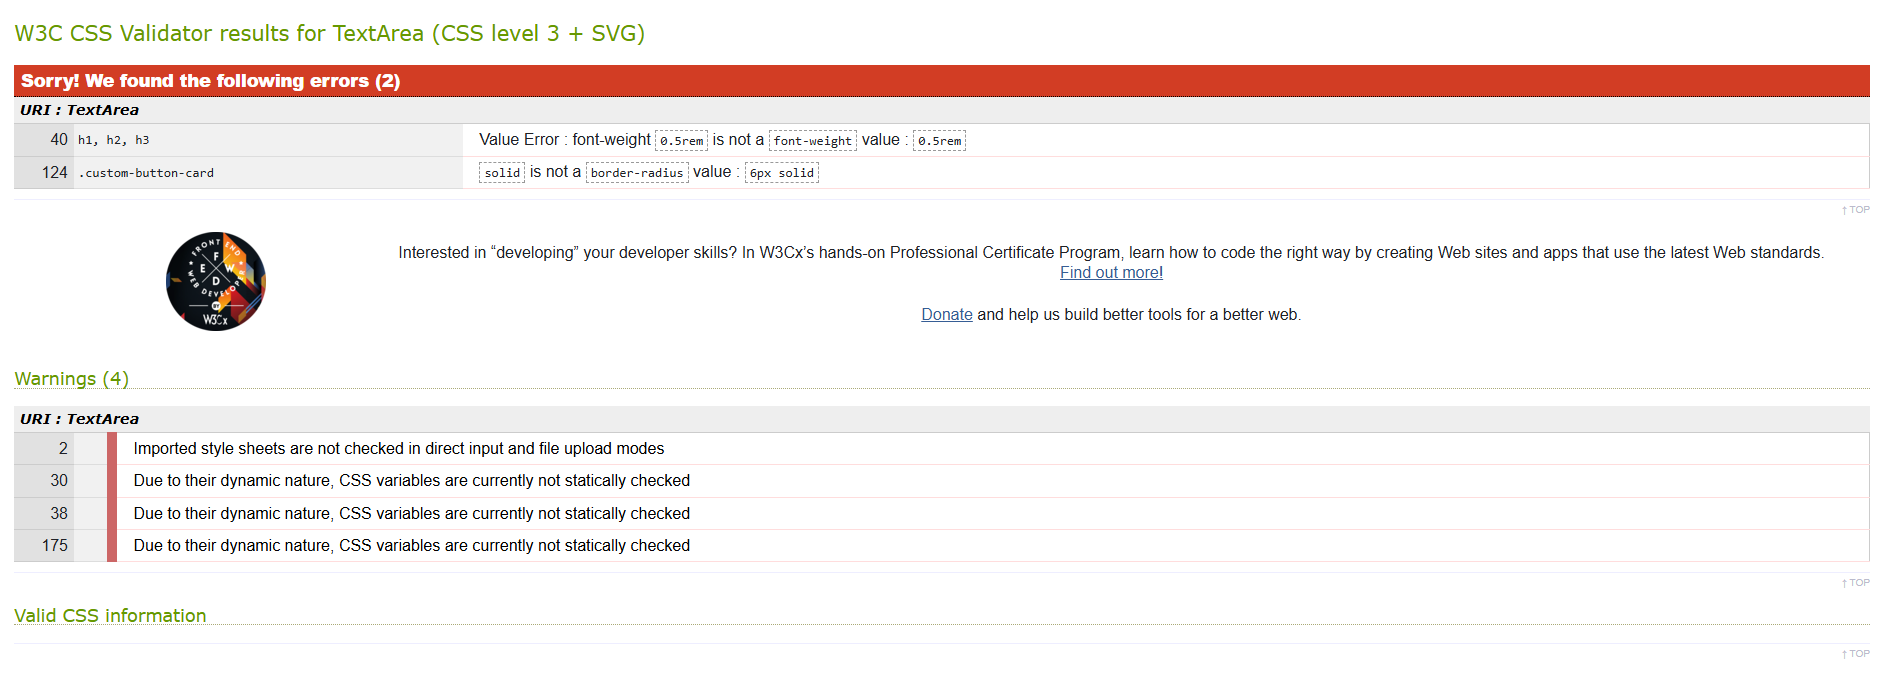 W3C CSS Validator results for TextArea (CSS level 3 + SVG)
Sorry! We found the following errors (2)
URI : TextArea
40 h1, h2, h3 Value Error : font-weight 0.5rem is not a font-weight value : 0.5rem
124 .custom-button-card solid is not a border-radius value : 6px solid
↑ TOP
FRONT END
F
E W
D
WEB DEVELOPER
BY
W3Cx
Interested in “developing” your developer skills? In W3Cx’s hands-on Professional Certificate Program, learn how to code the right way by creating Web sites and apps that use the latest Web standards.
Find out more!
Donate and help us build better tools for a better web.
Warnings (4)
URI : TextArea
2 Imported style sheets are not checked in direct input and file upload modes
30 Due to their dynamic nature, CSS variables are currently not statically checked
38 Due to their dynamic nature, CSS variables are currently not statically checked
175 Due to their dynamic nature, CSS variables are currently not statically checked
↑ TOP
Valid CSS information
↑ TOP